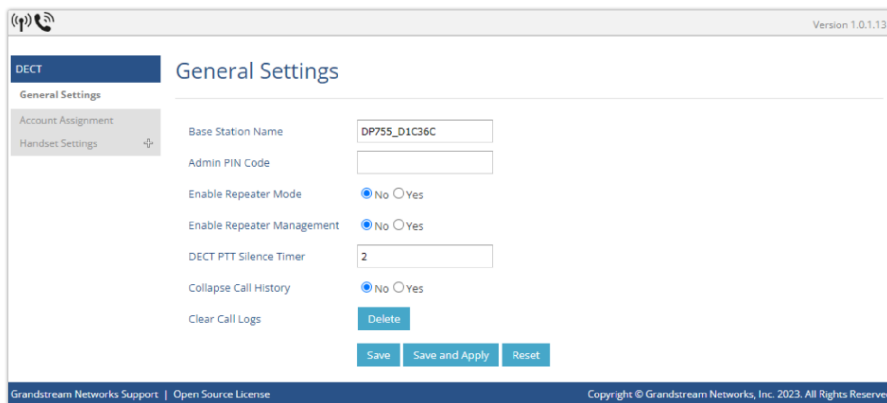 Version 1.0.1.13
DECT
General Settings
Account Assignment
Handset Settings
General Settings
Base Station Name DP755_D1C36C
Admin PIN Code
Enable Repeater Mode No Yes
Enable Repeater Management No Yes
DECT PTT Silence Timer 2
Collapse Call History No Yes
Clear Call Logs Delete
Save Save and Apply Reset
Grandstream Networks Support | Open Source License Copyright © Grandstream Networks, Inc. 2023. All Rights Reserve